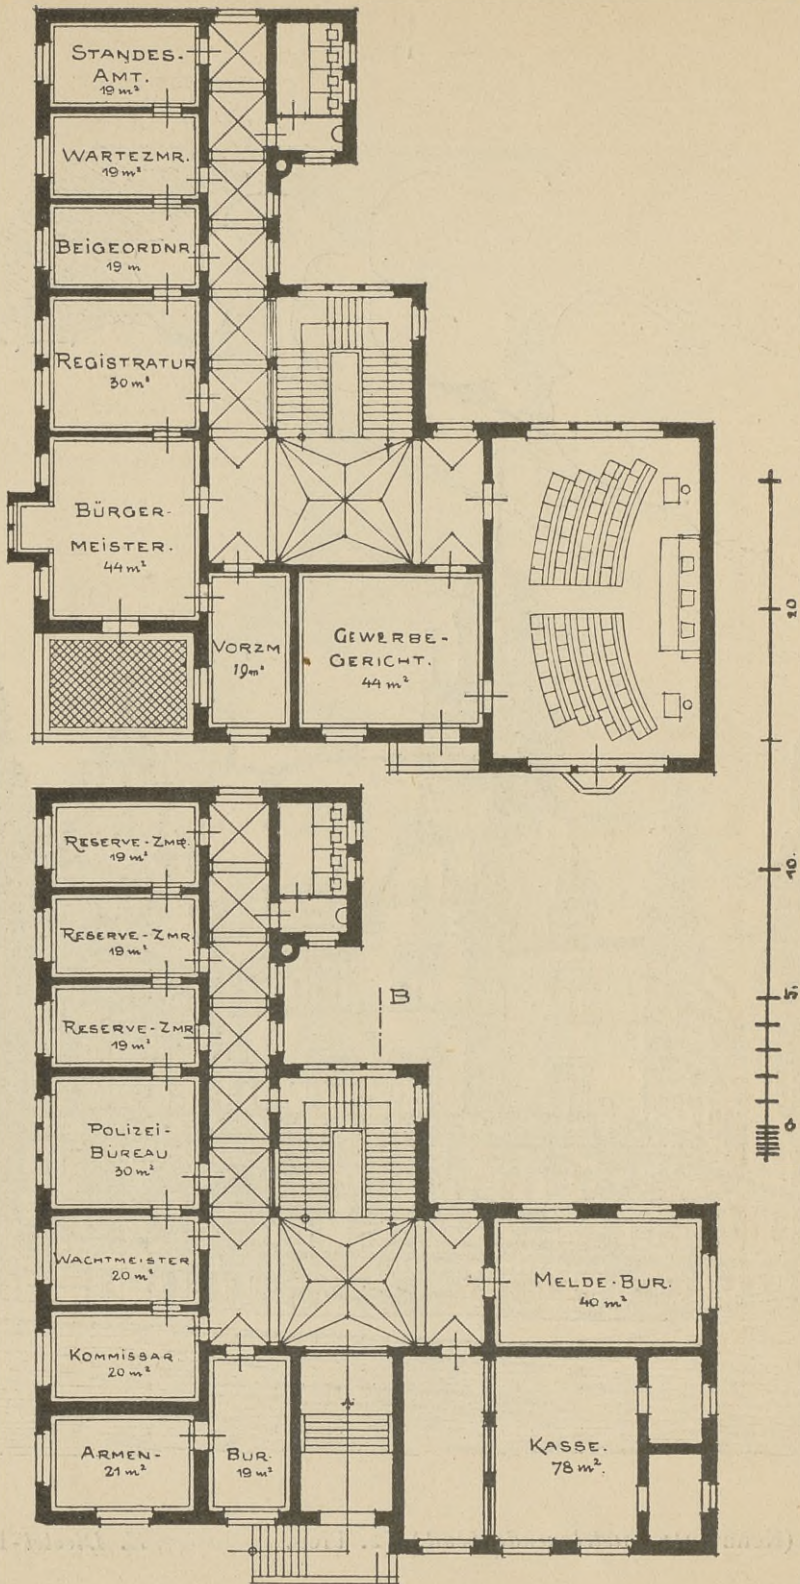 STANDES-
AMT.
19 m²
WARTEZMR.
19 m²
BEIGEORDNR.
19 m
REGISTRATUR
30 m²
BÜRGER-
MEISTER.
44 m²
VORZM
19 m²
GEWERBE-
GERICHT.
44 m²
RESERVE-ZMR.
19 m²
RESERVE-ZMR.
19 m²
RESERVE-ZMR
19 m²
B
POLIZEI-
BÜREAU
30 m²
WACHTMEISTER
20 m²
KOMMISSAR
20 m²
ARMEN-
21 m²
BUR.
19 m²
MELDE-BUR.
40 m²
KASSE.
78 m².
20
10.
5.
0